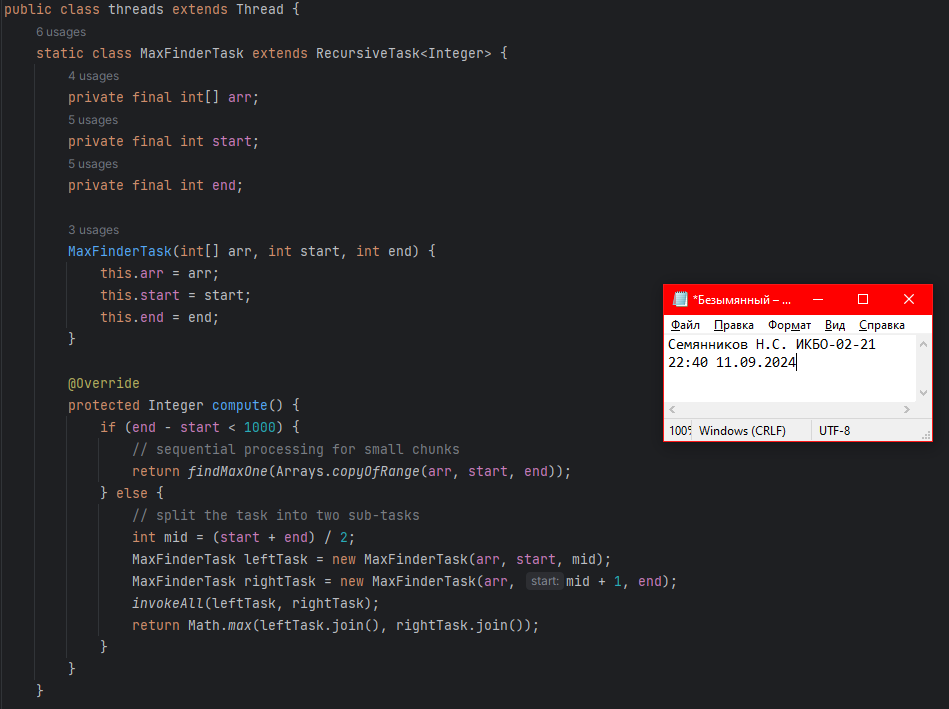 public class threads extends Thread {
6 usages
static class MaxFinderTask extends RecursiveTask<Integer> {
4 usages
private final int[] arr;
5 usages
private final int start;
5 usages
private final int end;
3 usages
MaxFinderTask(int[] arr, int start, int end) {
this.arr = arr;
this.start = start;
this.end = end;
}
@Override
protected Integer compute() {
if (end - start < 1000) {
// sequential processing for small chunks
return findMaxOne(Arrays.copyOfRange(arr, start, end));
} else {
// split the task into two sub-tasks
int mid = (start + end) / 2;
MaxFinderTask leftTask = new MaxFinderTask(arr, start, mid);
MaxFinderTask rightTask = new MaxFinderTask(arr, start: mid + 1, end);
invokeAll(leftTask, rightTask);
return Math.max(leftTask.join(), rightTask.join());
}
}
}
*Безымянный – ...
Файл Правка Формат Вид Справка
Семянников Н.С. ИКБО-02-21
22:40 11.09.2024
100% Windows (CRLF) UTF-8